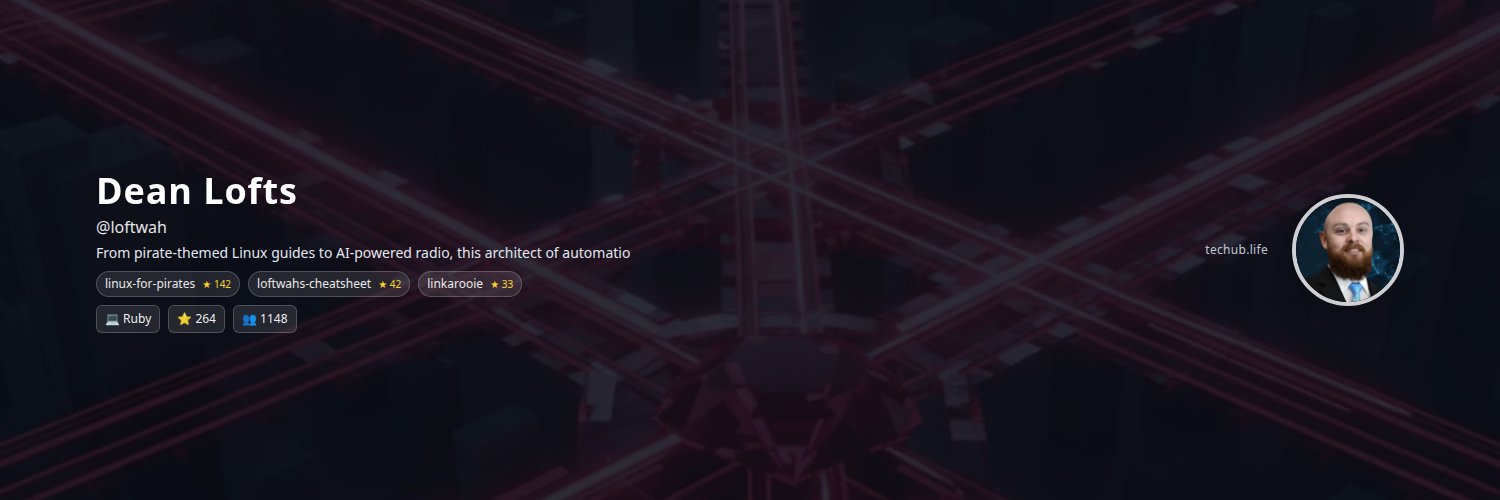 Dean Lofts
@loftwah
From pirate-themed Linux guides to AI-powered radio, this architect of automatio
linux-for-pirates ★ 142 loftwahs-cheatsheet ★ 42 linkarooie ★ 33
💻 Ruby ⭐ 264 👥 1148
techub.life